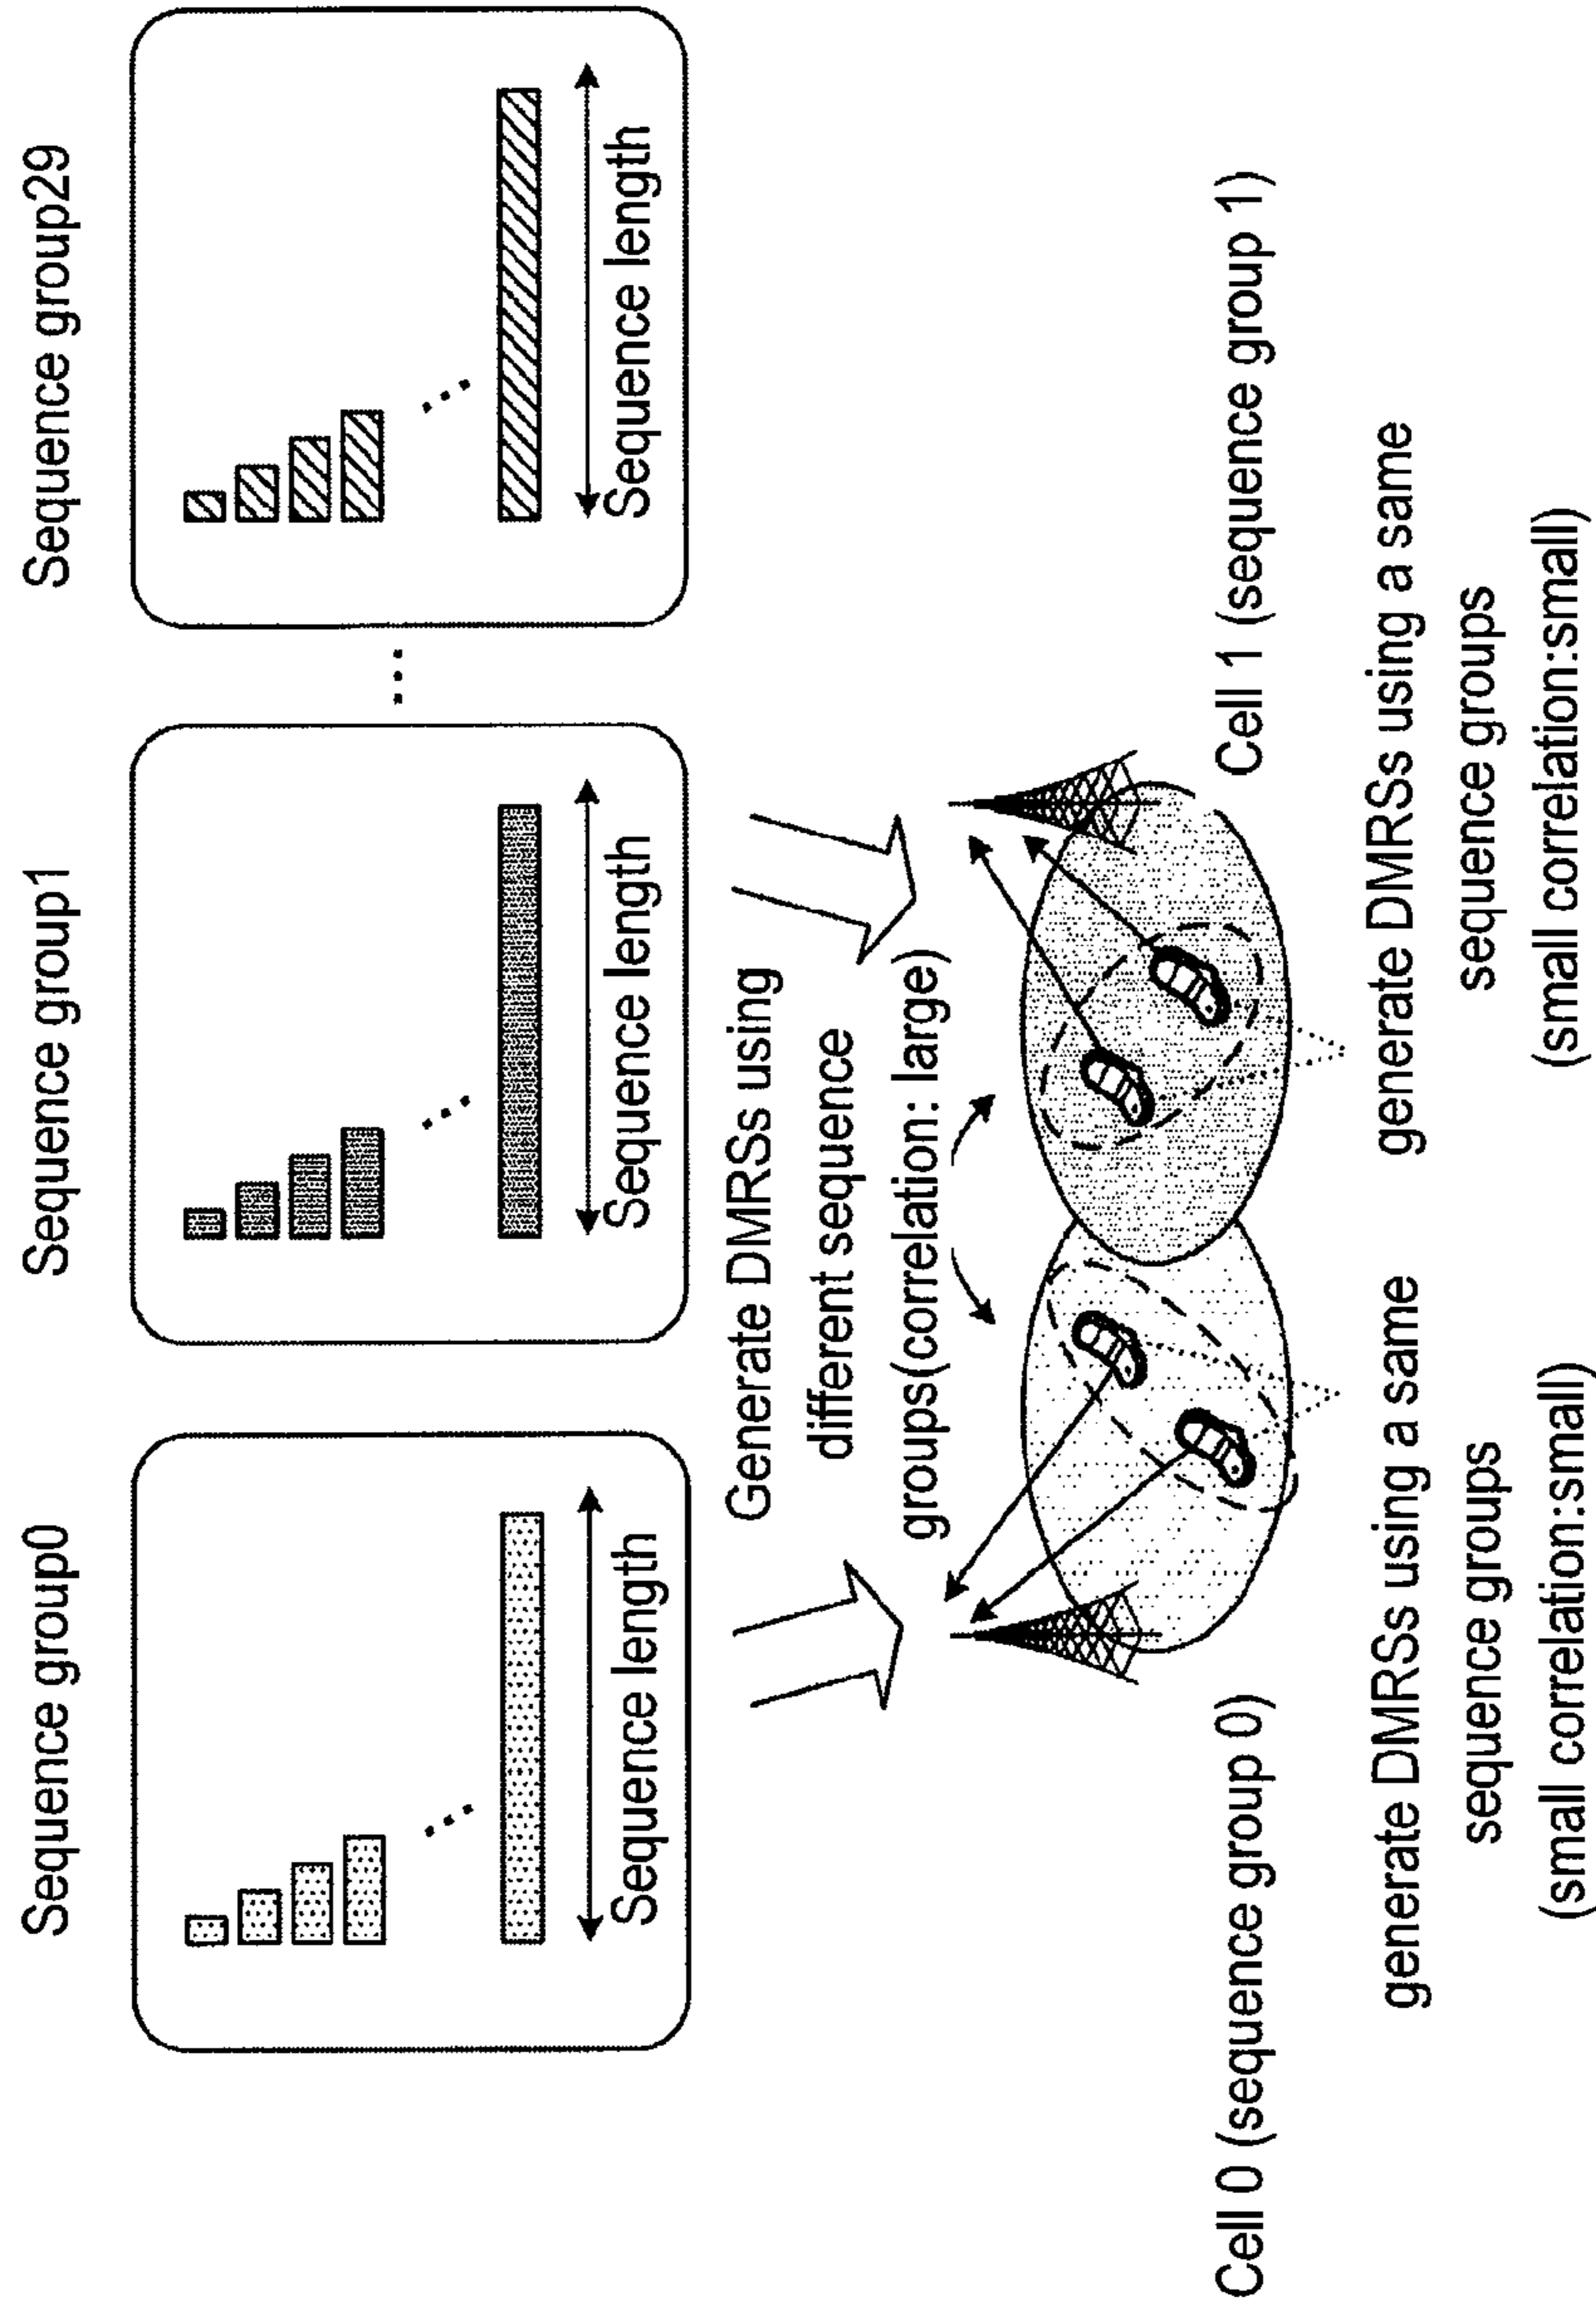 Sequence group0
Sequence group1
Sequence group29
Sequence length
Sequence length
Sequence length
...
Generate DMRSs using
different sequence
groups(correlation: large)
Cell 0 (sequence group 0)
Cell 1 (sequence group 1)
generate DMRSs using a same
sequence groups
(small correlation:small)
generate DMRSs using a same
sequence groups
(small correlation:small)